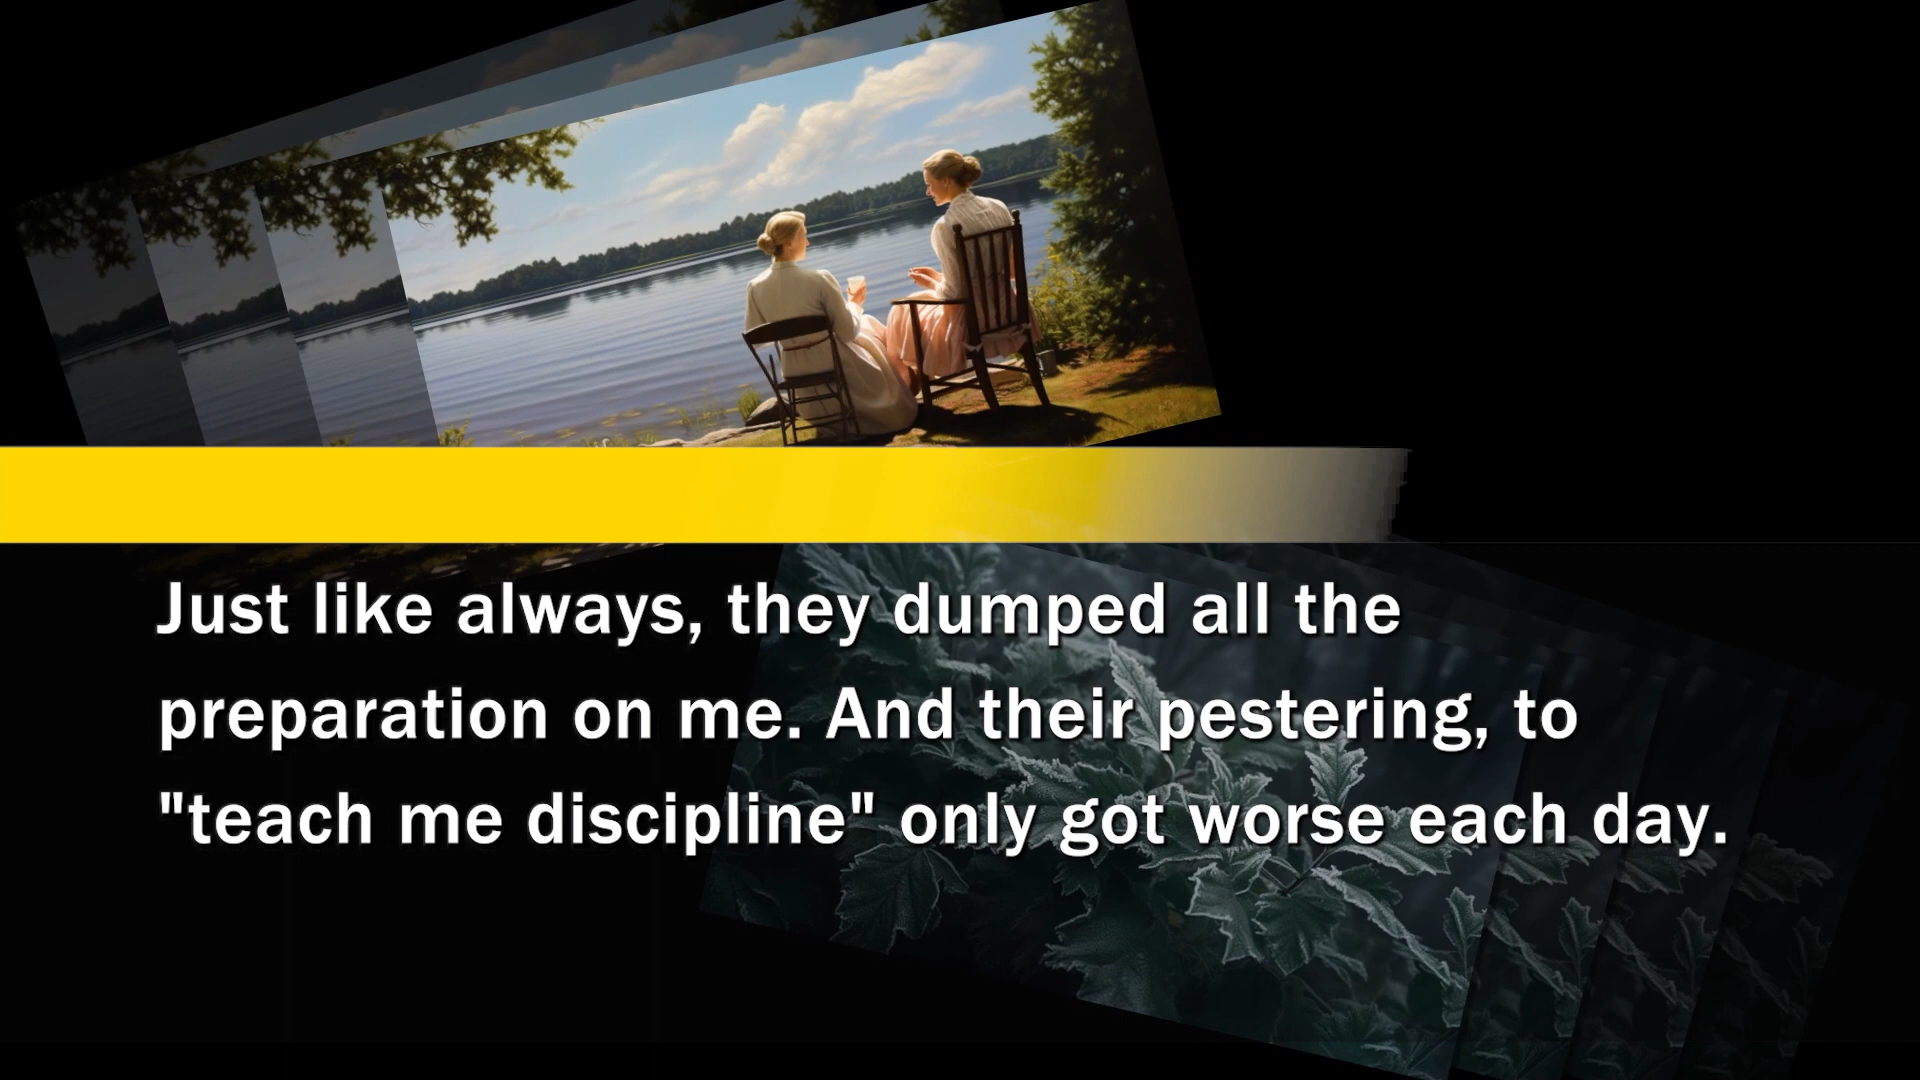 Just like always, they dumped all the
preparation on me. And their pestering, to
"teach me discipline" only got worse each day.